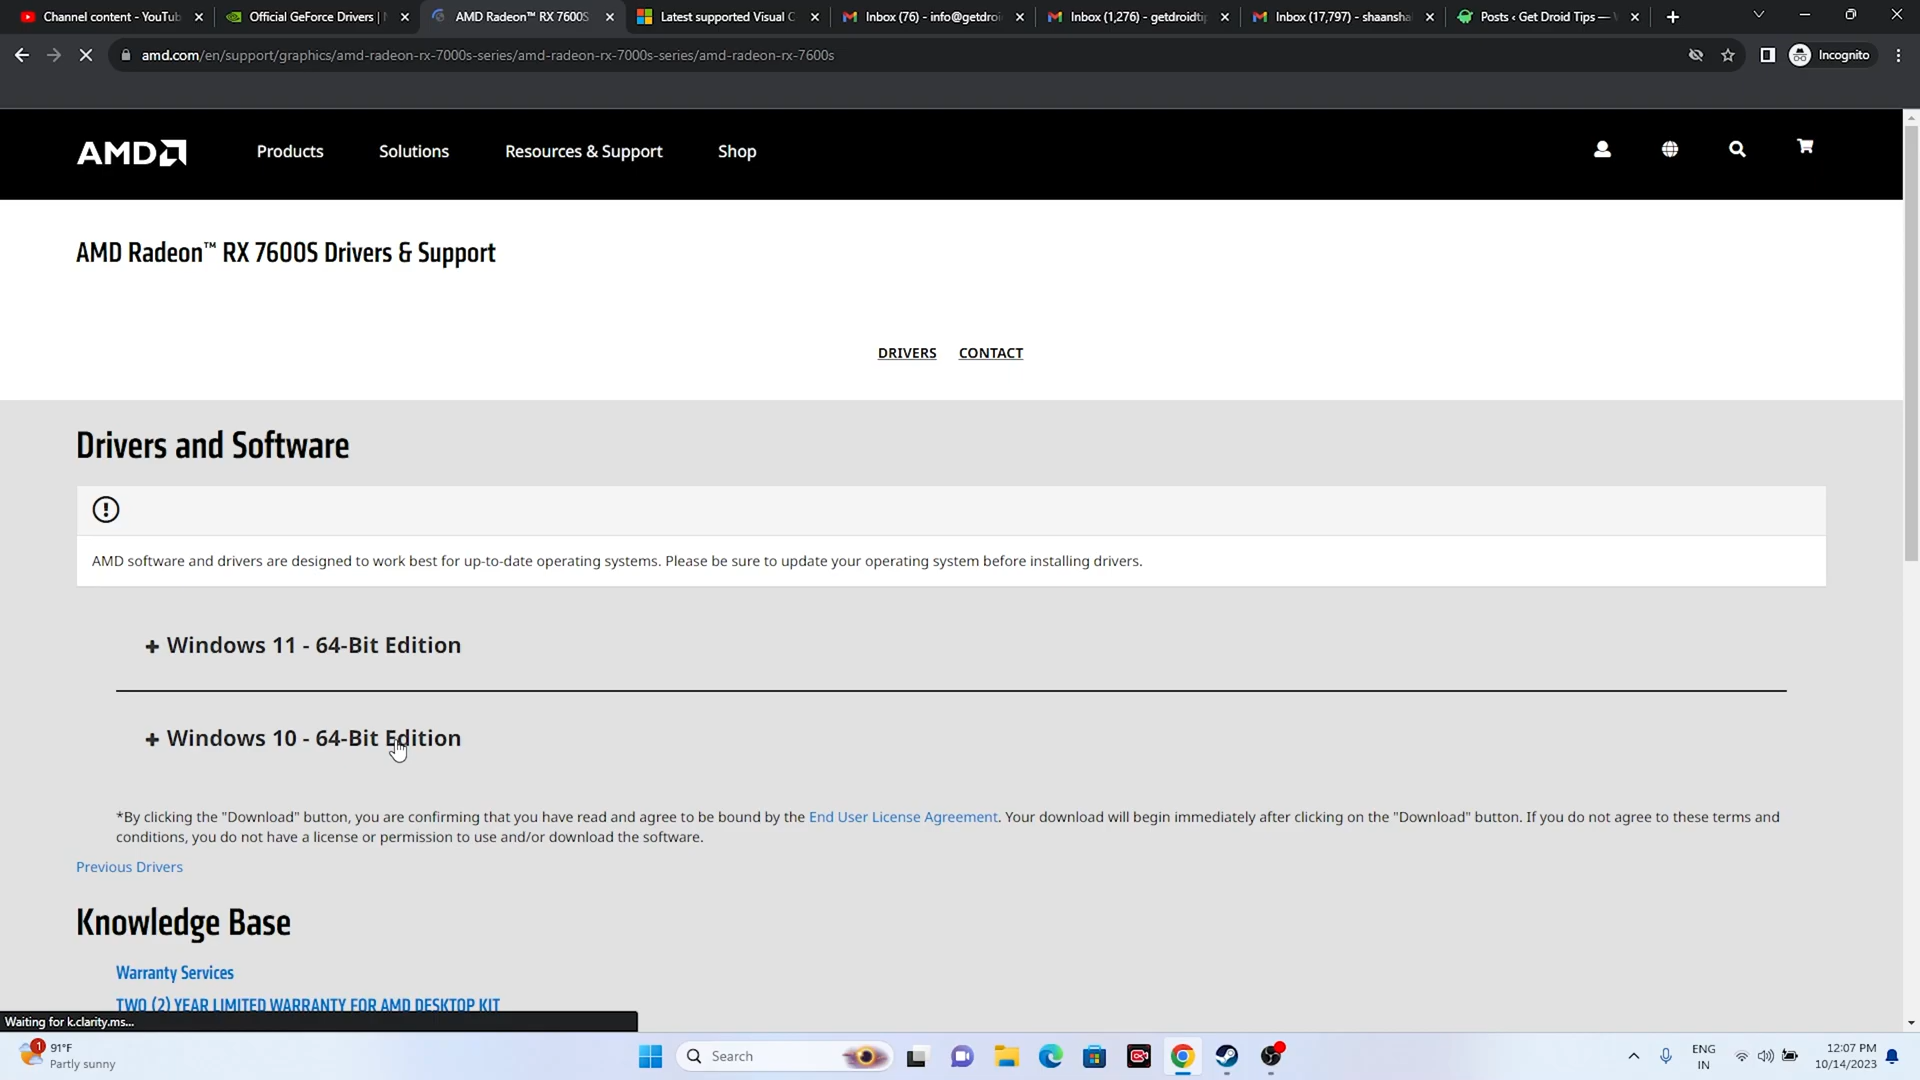 Channel content - YouTub
Official GeForce Drivers | N
AMD Radeon™ RX 7600S
Latest supported Visual C
Inbox (76) - info@getdroi
Inbox (1,276) - getdroidtip
Inbox (17,797) - shaansha
Posts ‹ Get Droid Tips —
amd.com/en/support/graphics/amd-radeon-rx-7000s-series/amd-radeon-rx-7000s-series/amd-radeon-rx-7600s
Incognito
AMD
Products
Solutions
Resources & Support
Shop
AMD Radeon™ RX 7600S Drivers & Support
DRIVERS
CONTACT
Drivers and Software
AMD software and drivers are designed to work best for up-to-date operating systems. Please be sure to update your operating system before installing drivers.
+ Windows 11 - 64-Bit Edition
+ Windows 10 - 64-Bit Edition
*By clicking the "Download" button, you are confirming that you have read and agree to be bound by the End User License Agreement. Your download will begin immediately after clicking on the "Download" button. If you do not agree to these terms and
conditions, you do not have a license or permission to use and/or download the software.
Previous Drivers
Knowledge Base
Warranty Services
TWO (2) YEAR LIMITED WARRANTY FOR AMD DESKTOP KIT
Waiting for k.clarity.ms...
1
91°F
Partly sunny
Search
ENG
IN
12:07 PM
10/14/2023